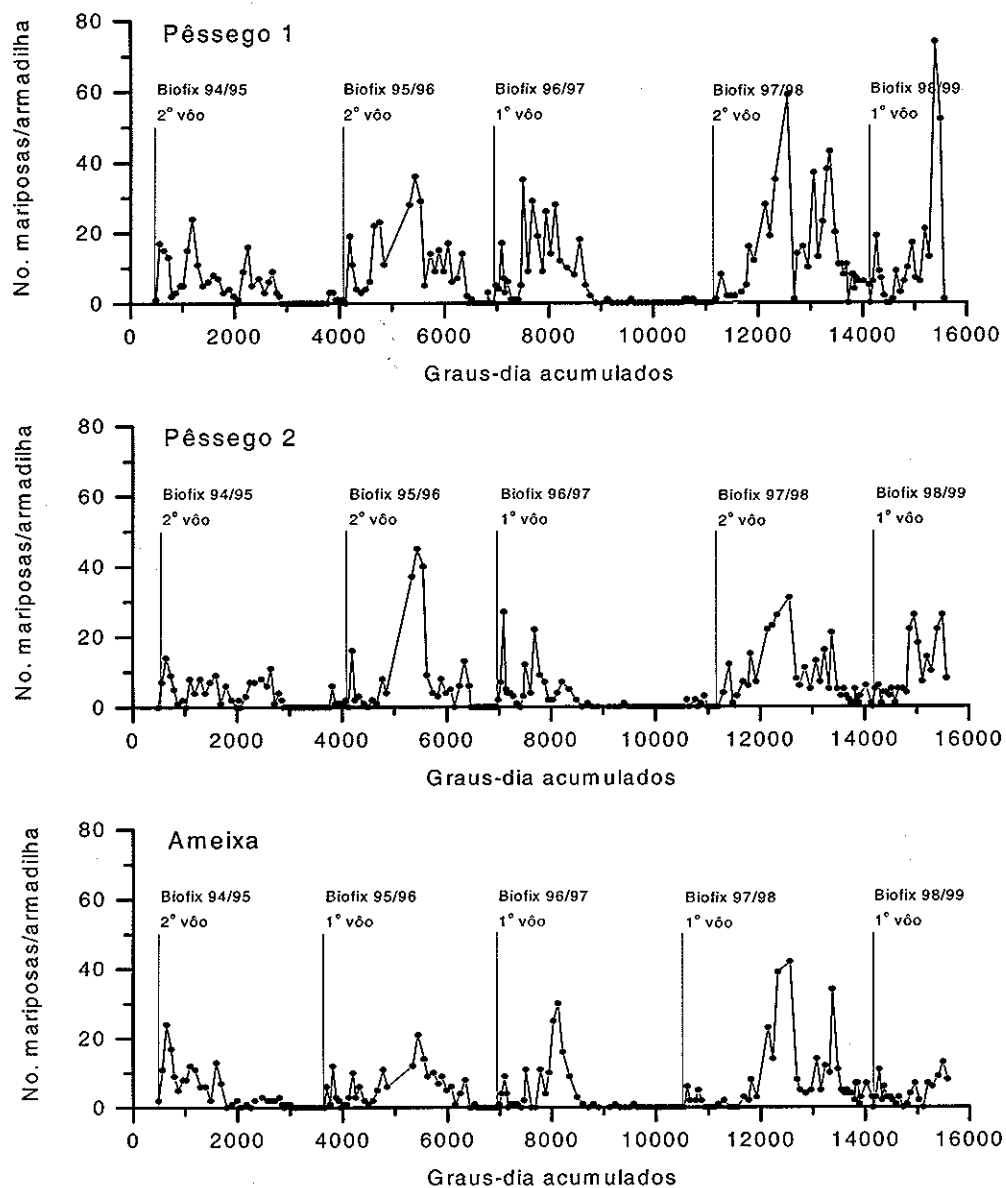 Pêssego 1
No. mariposas/armadilha
80
60
40
20
0
Biofix 94/95
2° vôo
Biofix 95/96
2° vôo
Biofix 96/97
1° vôo
Biofix 97/98
2° vôo
Biofix 98/99
1° vôo
0 2000 4000 6000 8000 10000 12000 14000 16000
Graus-dia acumulados
Pêssego 2
No. mariposas/armadilha
80
60
40
20
0
Biofix 94/95
2° vôo
Biofix 95/96
2° vôo
Biofix 96/97
1° vôo
Biofix 97/98
2° vôo
Biofix 98/99
1° vôo
0 2000 4000 6000 8000 10000 12000 14000 16000
Graus-dia acumulados
Ameixa
No. mariposas/armadilha
80
60
40
20
0
Biofix 94/95
2° vôo
Biofix 95/96
1° vôo
Biofix 96/97
1° vôo
Biofix 97/98
1° vôo
Biofix 98/99
1° vôo
0 2000 4000 6000 8000 10000 12000 14000 16000
Graus-dia acumulados